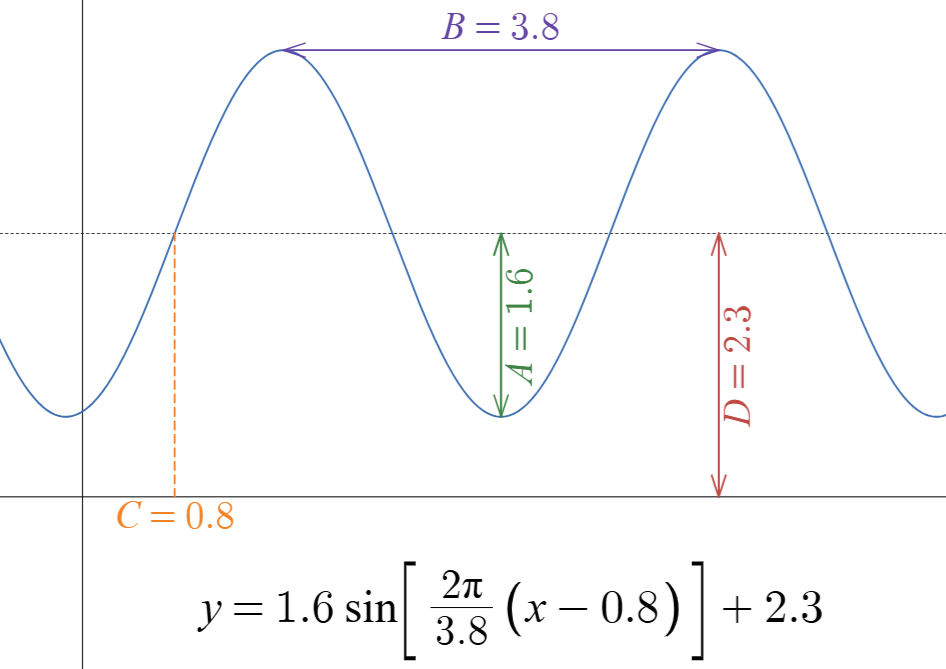 B = 3.8
A = 1.6
D = 2.3
C = 0.8
y = 1.6 sin[ 2π/3.8 (x − 0.8) ] + 2.3